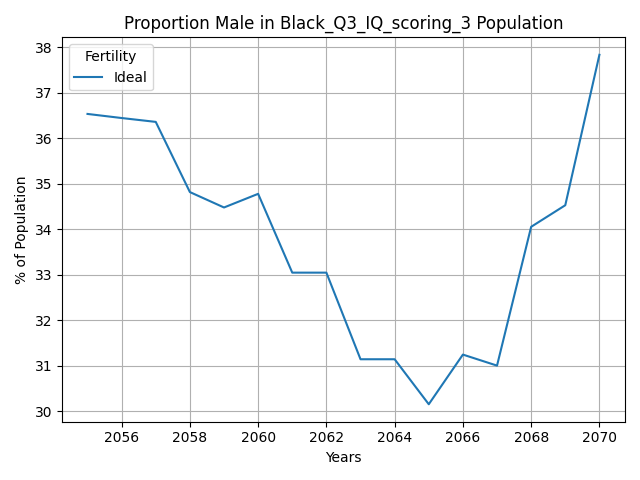 Proportion Male in Black_Q3_IQ_scoring_3 Population
Fertility
Ideal
% of Population
38
37
36
35
34
33
32
31
30
2056 2058 2060 2062 2064 2066 2068 2070
Years